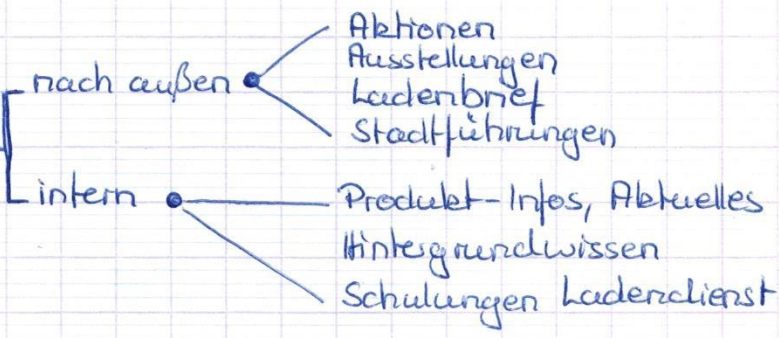 nach außen
Aktionen
Ausstellungen
Ladenbrief
Stadtführungen
intern
Produkt-Infos, Aktuelles
Hintergrundwissen
Schulungen Ladendienst